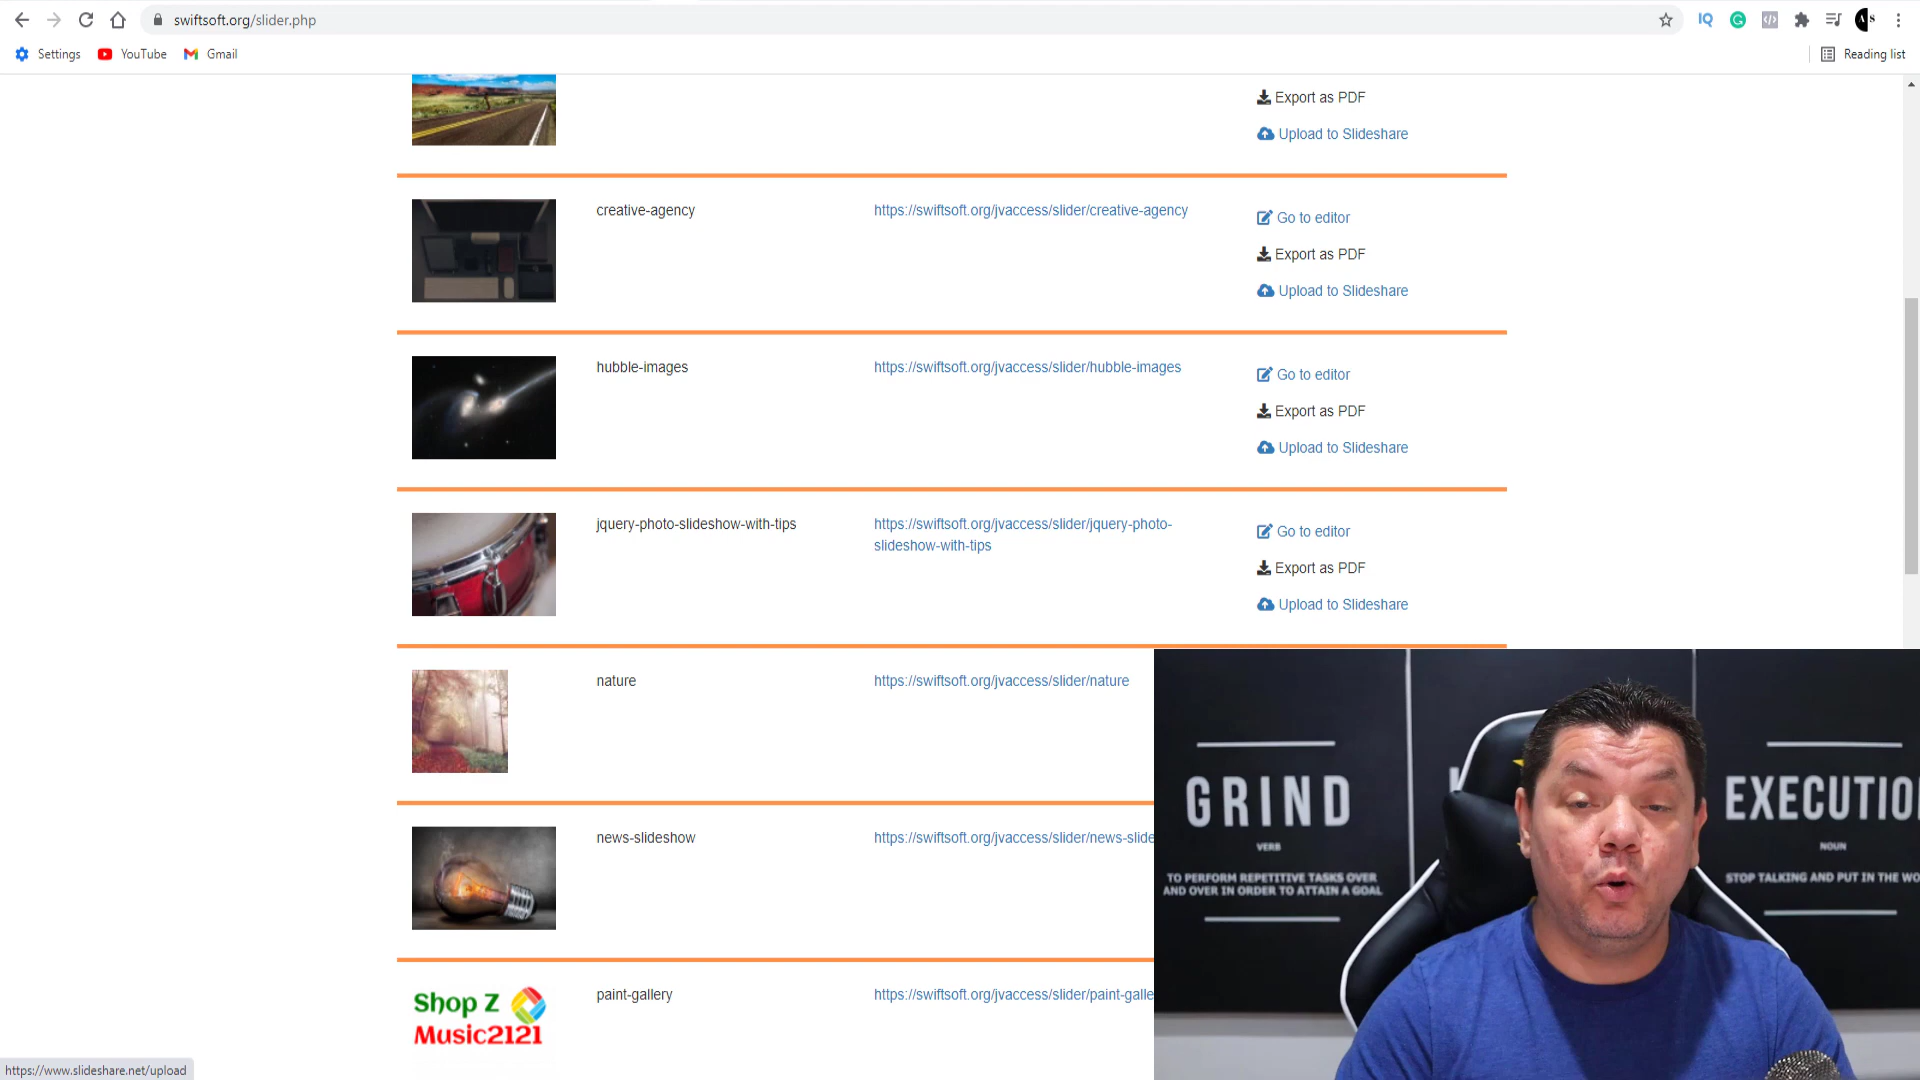 swiftsoft.org/slider.php
Settings
YouTube
Gmail
Reading list
Export as PDF
Upload to Slideshare
creative-agency
https://swiftsoft.org/jvaccess/slider/creative-agency
Go to editor
Export as PDF
Upload to Slideshare
hubble-images
https://swiftsoft.org/jvaccess/slider/hubble-images
Go to editor
Export as PDF
Upload to Slideshare
jquery-photo-slideshow-with-tips
https://swiftsoft.org/jvaccess/slider/jquery-photo-
slideshow-with-tips
Go to editor
Export as PDF
Upload to Slideshare
nature
https://swiftsoft.org/jvaccess/slider/nature
news-slideshow
https://swiftsoft.org/jvaccess/slider/news-slide
Shop Z
Music2121
paint-gallery
https://swiftsoft.org/jvaccess/slider/paint-galle
GRIND
VERB
TO PERFORM REPETITIVE TASKS OVER
AND OVER IN ORDER TO ATTAIN A GOAL
EXECUTIO
NOUN
STOP TALKING AND PUT IN THE WO
https://www.slideshare.net/upload